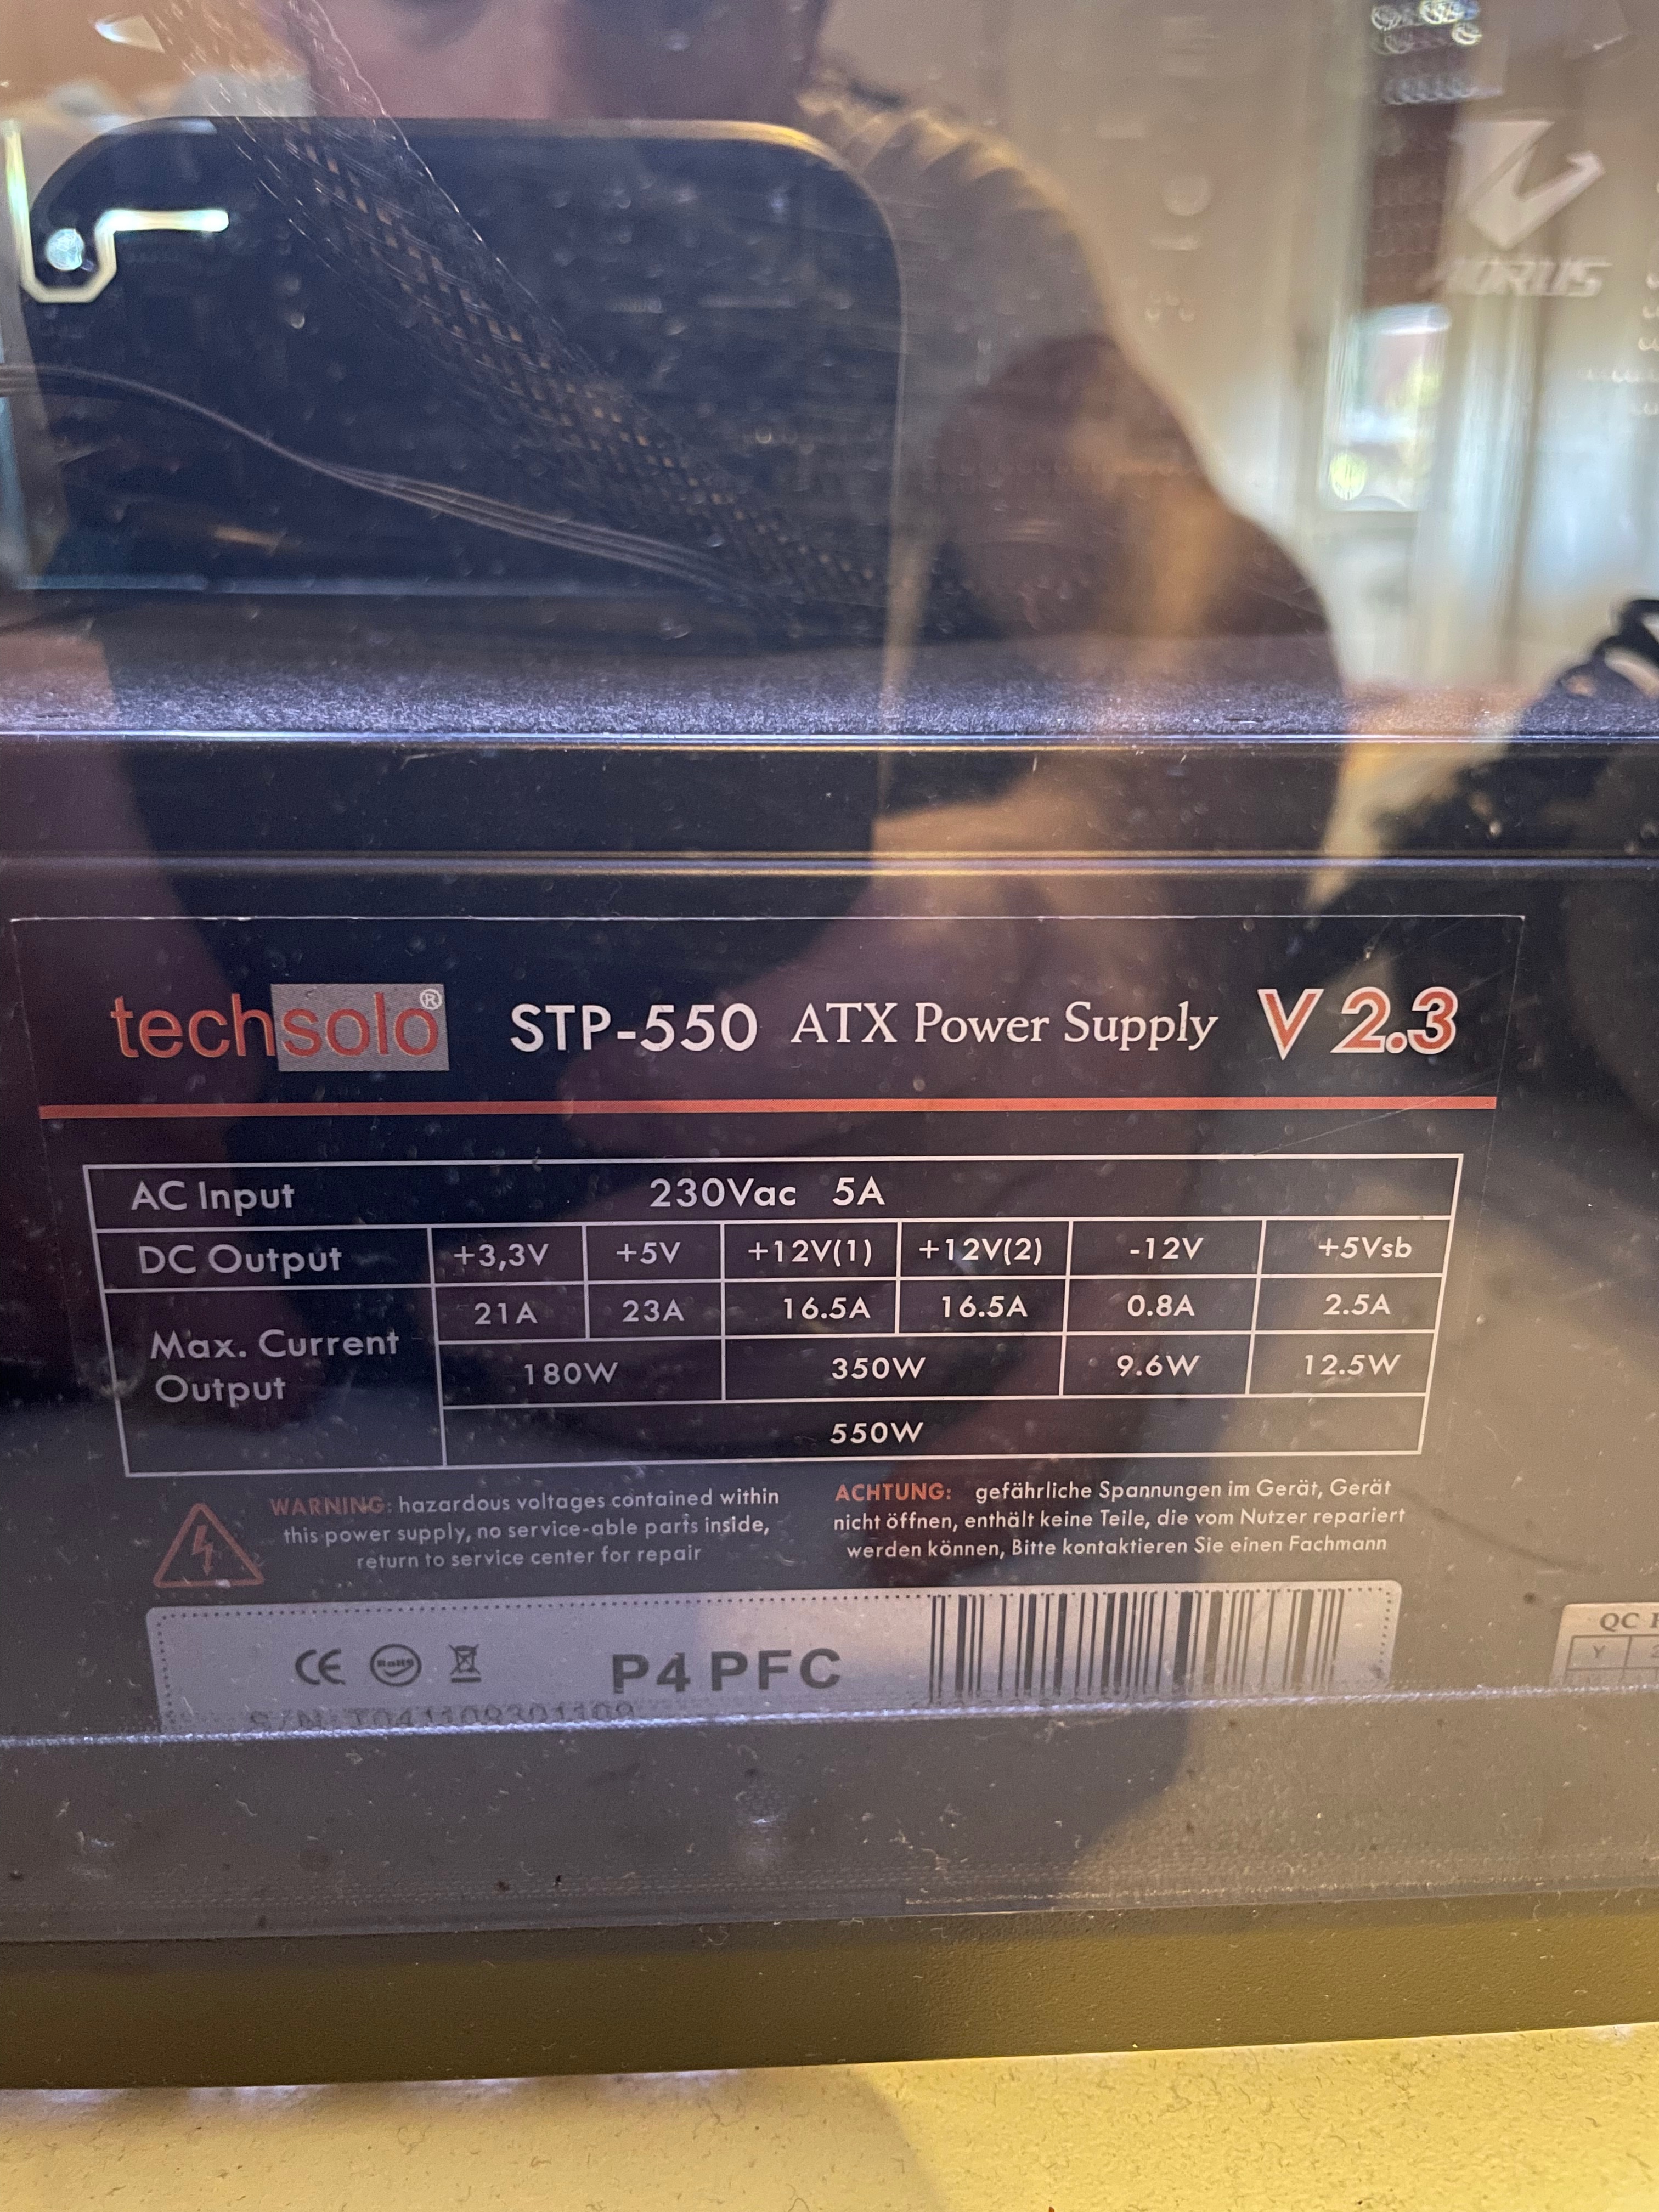 AORUS
techsolo® STP-550 ATX Power Supply V 2.3
AC Input 230Vac 5A
DC Output +3,3V +5V +12V(1) +12V(2) -12V +5Vsb
Max. Current Output 21A 23A 16.5A 16.5A 0.8A 2.5A
180W 350W 9.6W 12.5W
550W
WARNING: hazardous voltages contained within
this power supply, no service-able parts inside,
return to service center for repair
ACHTUNG: gefährliche Spannungen im Gerät, Gerät
nicht öffnen, enthält keine Teile, die vom Nutzer repariert
werden können, Bitte kontaktieren Sie einen Fachmann
CE RoHS P4 PFC
QC
Y
S/N: